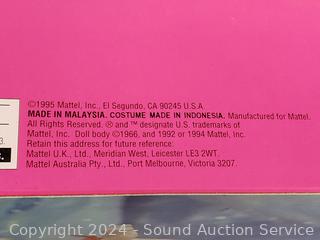 ©1995 Mattel, Inc., El Segundo, CA 90245 U.S.A.
MADE IN MALAYSIA. COSTUME MADE IN INDONESIA. Manufactured for Mattel.
All Rights Reserved. ® and ™ designate U.S. trademarks of
Mattel, Inc. Doll body ©1966, and 1992 or 1994 Mattel, Inc.
Retain this address for future reference:
Mattel U.K., Ltd., Meridian West, Leicester LE3 2WT.
Mattel Australia Pty., Ltd., Port Melbourne, Victoria 3207.
Copyright 2024 - Sound Auction Service